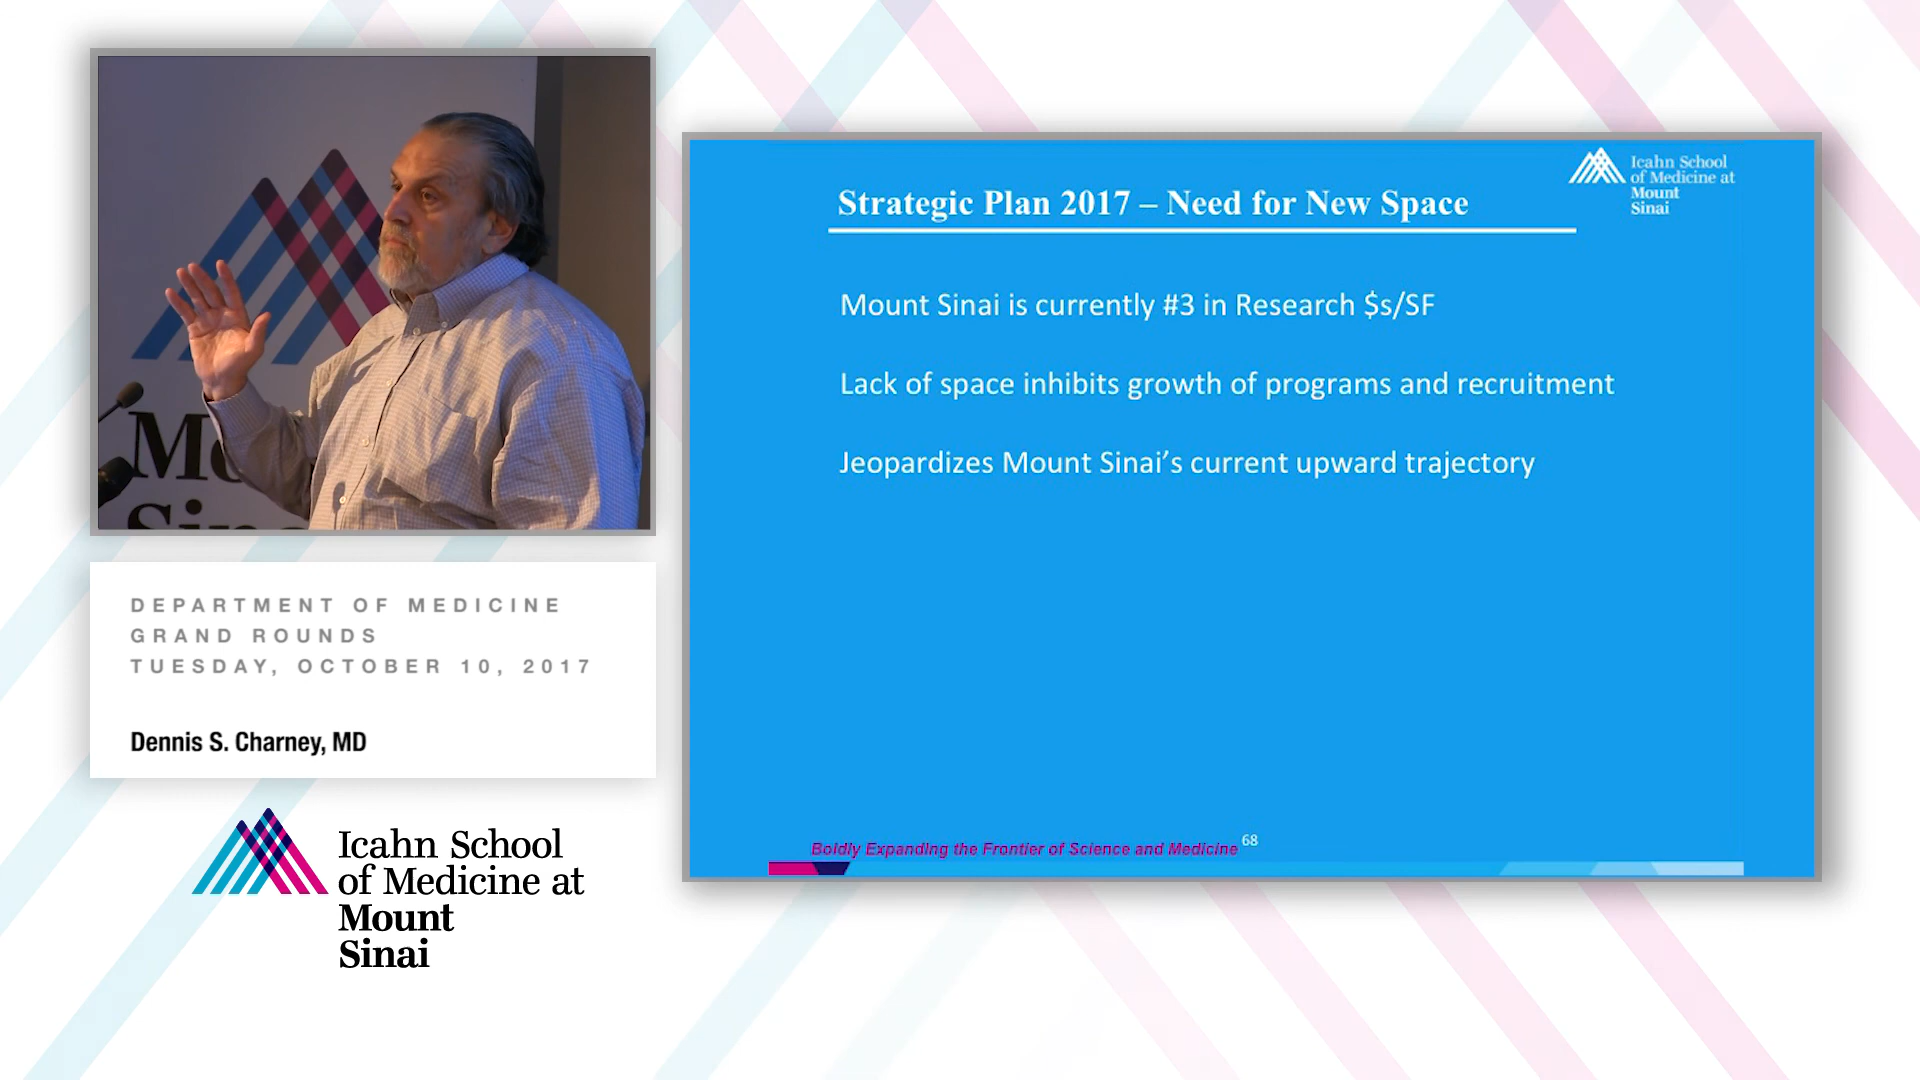 DEPARTMENT OF MEDICINE
GRAND ROUNDS
TUESDAY, OCTOBER 10, 2017
Dennis S. Charney, MD
Icahn School
of Medicine at
Mount
Sinai
Strategic Plan 2017 – Need for New Space
Icahn School
of Medicine at
Mount
Sinai
Mount Sinai is currently #3 in Research $s/SF
Lack of space inhibits growth of programs and recruitment
Jeopardizes Mount Sinai’s current upward trajectory
Boldly Expanding the Frontier of Science and Medicine
68